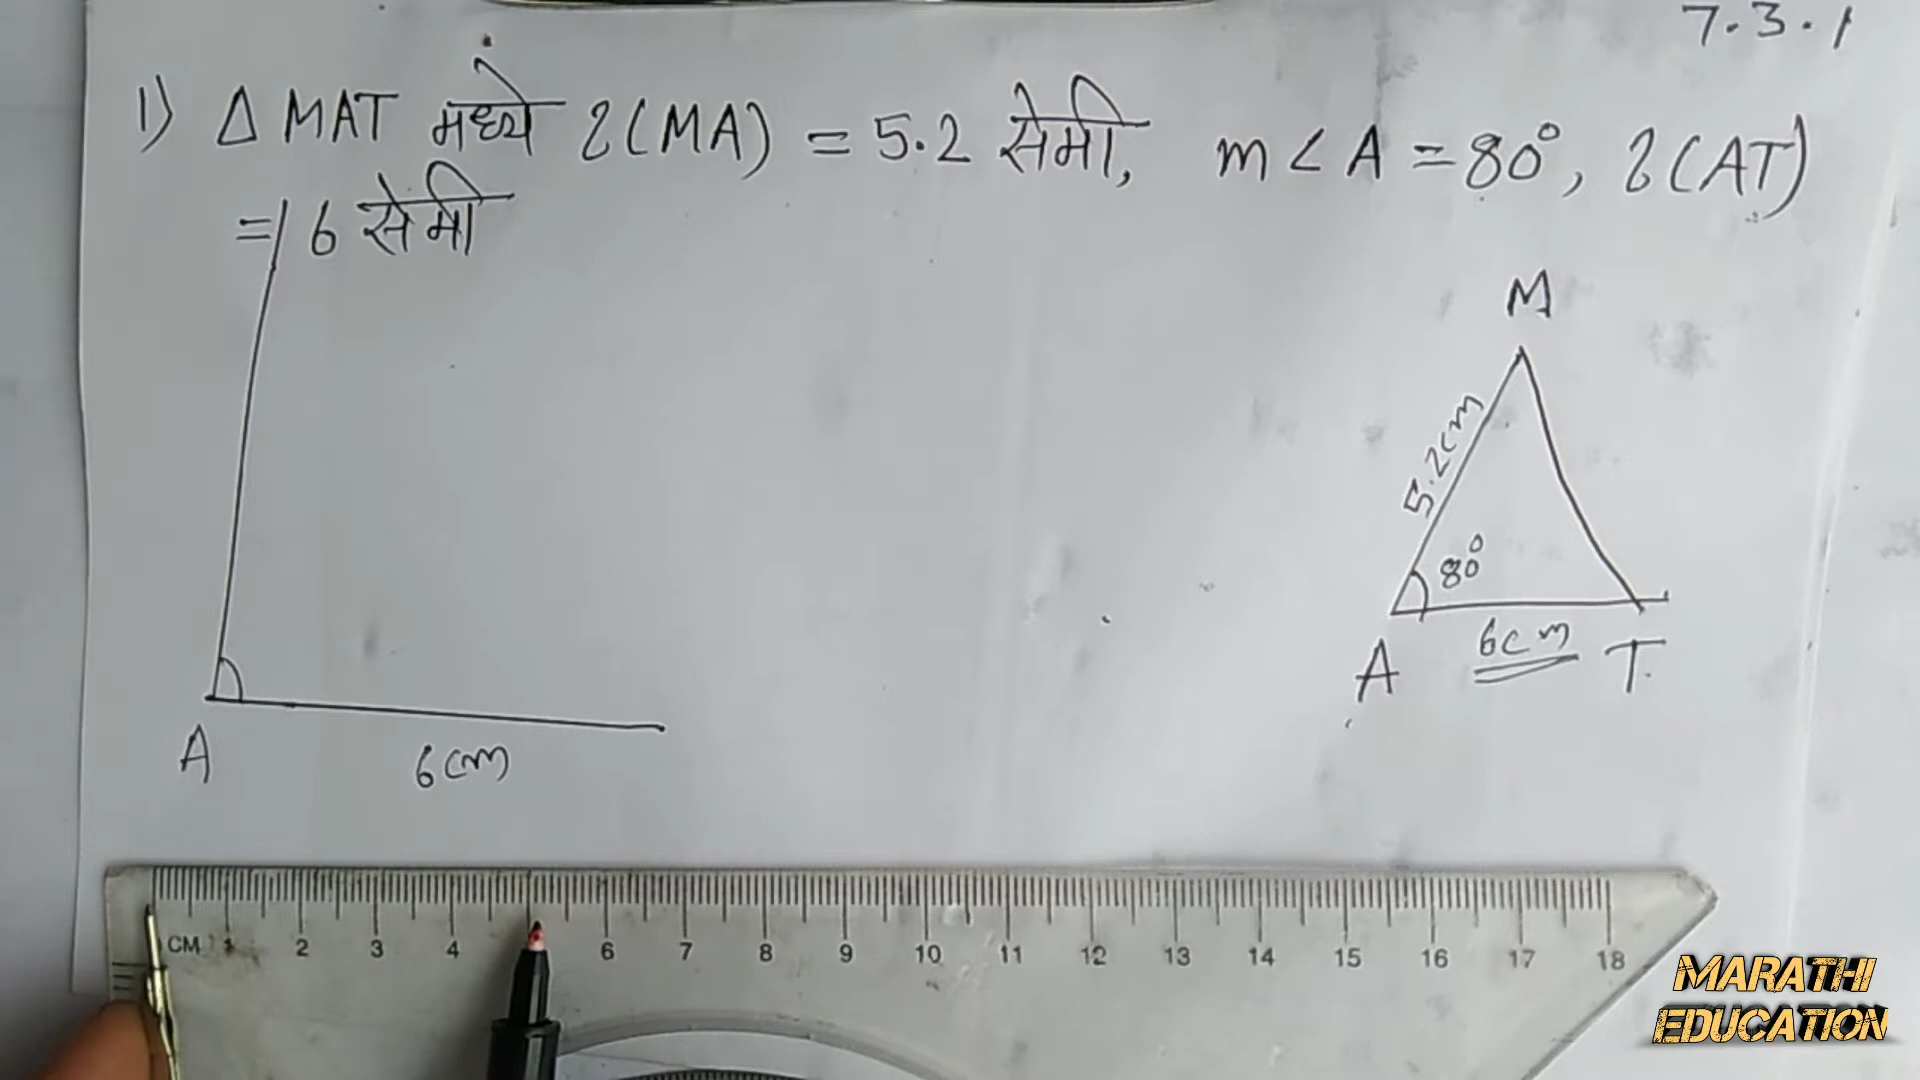 7.3.1
1) Δ MAT मध्ये l(MA) = 5.2 सेमी, m∠A = 80°, l(AT)
= 6 सेमी
M
5.2cm
80°
6cm
A T
A 6cm
CM 1 2 3 4 6 7 8 9 10 11 12 13 14 15 16 17 18
MARATHI
EDUCATION